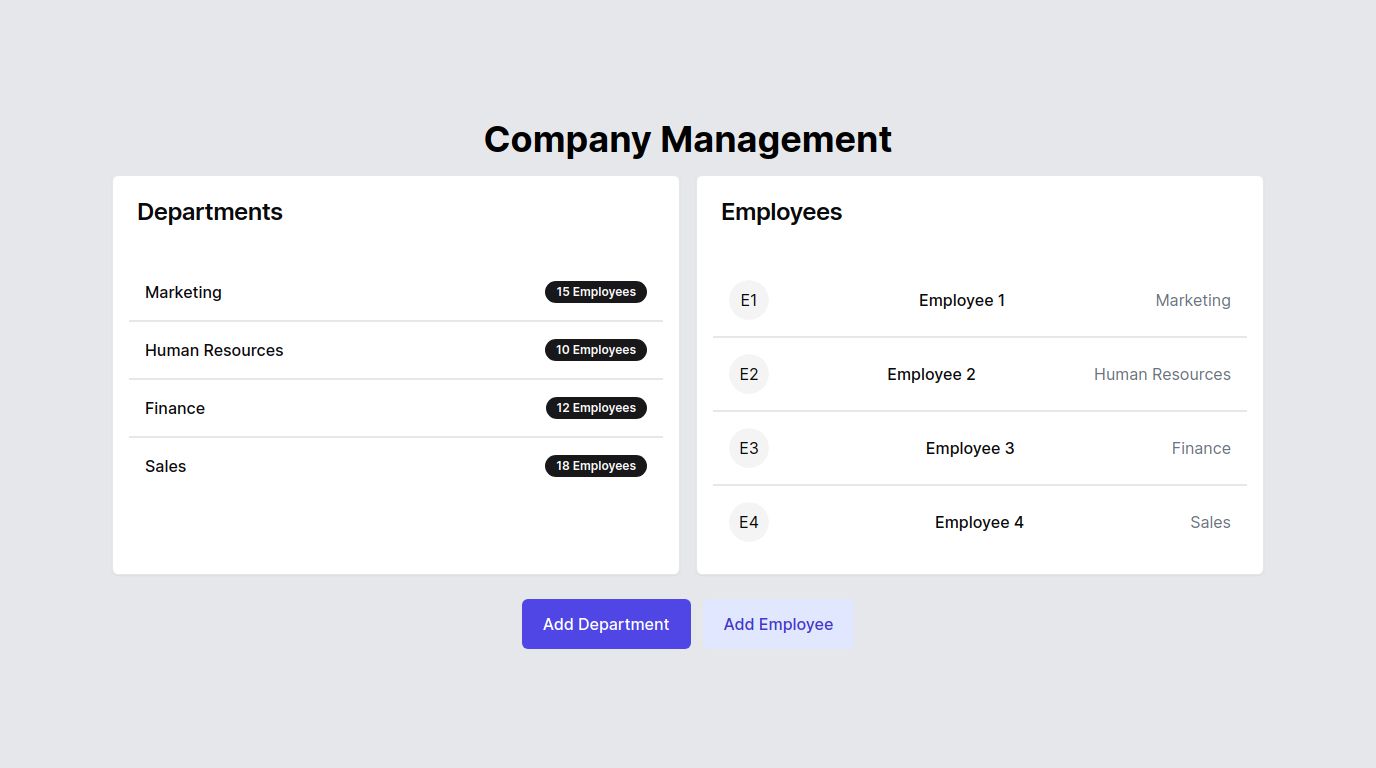 Company Management
Departments
Marketing 15 Employees
Human Resources 10 Employees
Finance 12 Employees
Sales 18 Employees
Employees
E1 Employee 1 Marketing
E2 Employee 2 Human Resources
E3 Employee 3 Finance
E4 Employee 4 Sales
Add Department Add Employee